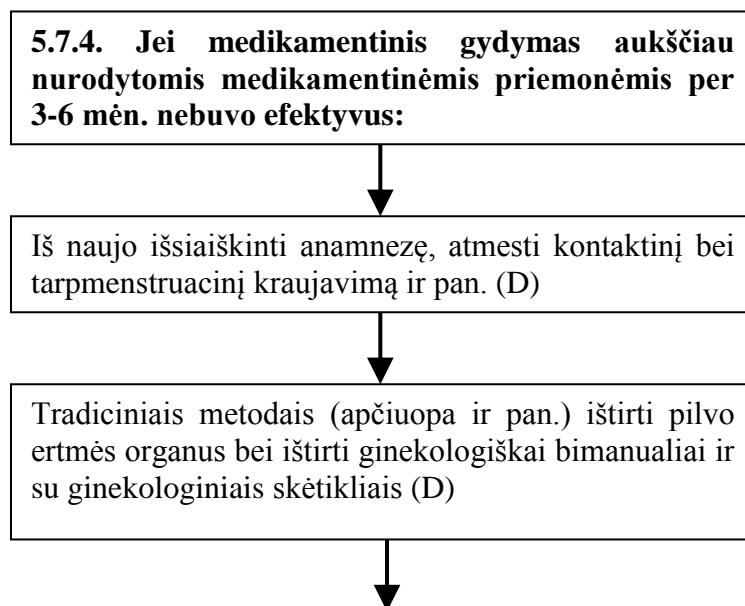 5.7.4. Jei medikamentinis gydymas aukščiau
nurodytomis medikamentinėmis priemonėmis per
3-6 mėn. nebuvo efektyvus:
Iš naujo išsiaiškinti anamnezę, atmesti kontaktinį bei
tarpmenstruacinį kraujavimą ir pan. (D)
Tradiciniais metodais (apčiuopa ir pan.) ištirti pilvo
ertmės organus bei ištirti ginekologiškai bimanualiai ir
su ginekologiniais skėtikliais (D)